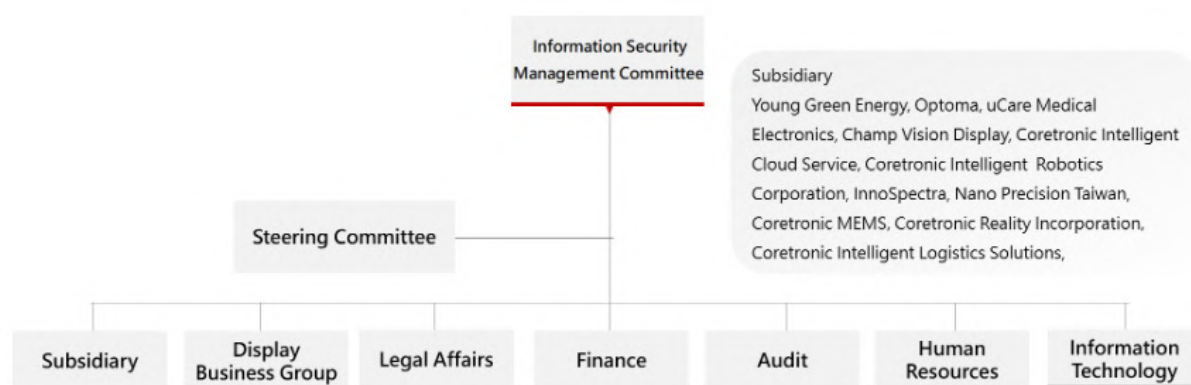 Information Security
Management Committee
Subsidiary
Young Green Energy, Optoma, uCare Medical
Electronics, Champ Vision Display, Coretronic Intelligent
Cloud Service, Coretronic Intelligent Robotics
Corporation, InnoSpectra, Nano Precision Taiwan,
Coretronic MEMS, Coretronic Reality Incorporation,
Coretronic Intelligent Logistics Solutions,
Steering Committee
Subsidiary
Display
Business Group
Legal Affairs
Finance
Audit
Human
Resources
Information
Technology